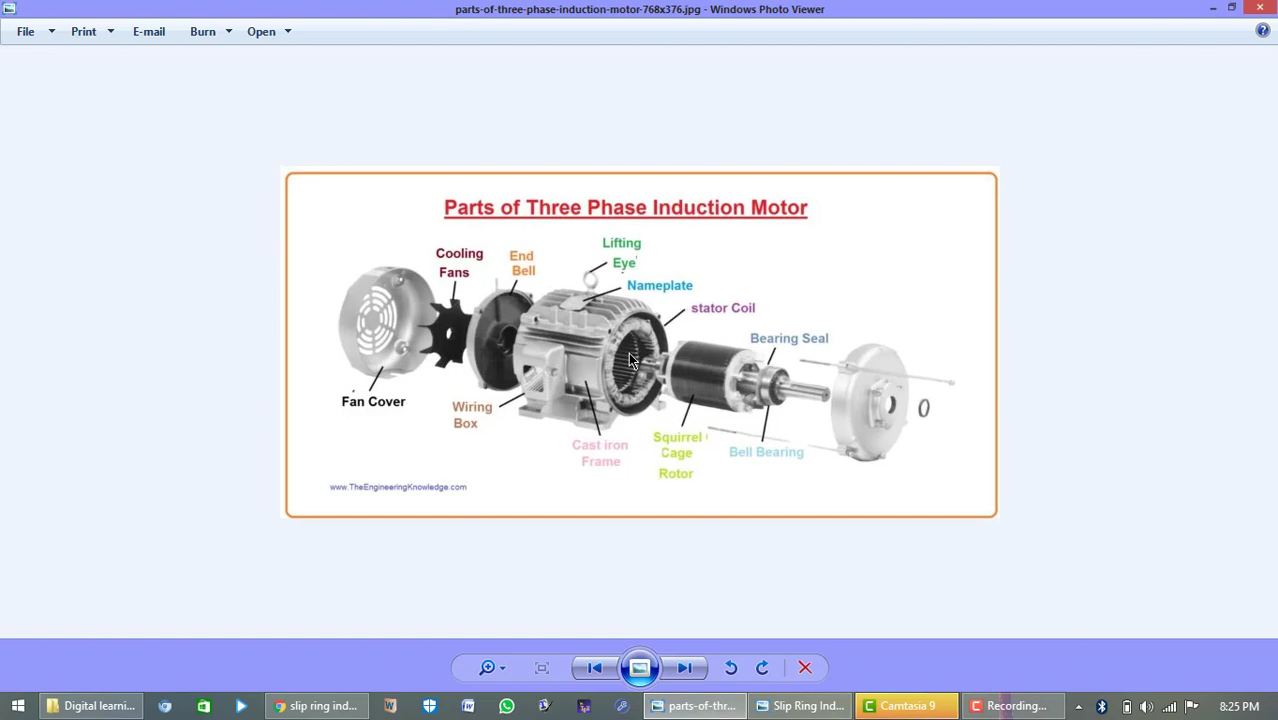 parts-of-three-phase-induction-motor-768x376.jpg - Windows Photo Viewer
File
Print
E-mail
Burn
Open
Parts of Three Phase Induction Motor
Lifting
Eye
Cooling
Fans
End
Bell
Nameplate
stator Coil
Bearing Seal
Fan Cover
Wiring
Box
Cast iron
Frame
Squirrel
Cage
Rotor
Bell Bearing
www.TheEngineeringKnowledge.com
Digital learni...
slip ring ind...
parts-of-thr...
Slip Ring Ind...
Camtasia 9
Recording...
8:25 PM